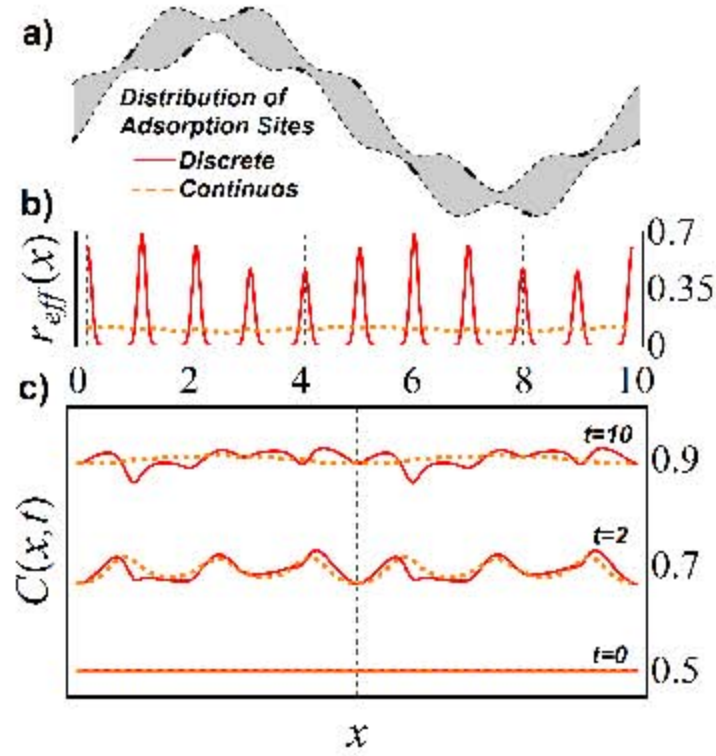 a)
Distribution of
Adsorption Sites
Discrete
Continuos
b)
r_eff(x)
0.7
0.35
0
0 2 4 6 8 10
c)
C(x,t)
t=10
0.9
t=2
0.7
t=0
0.5
x